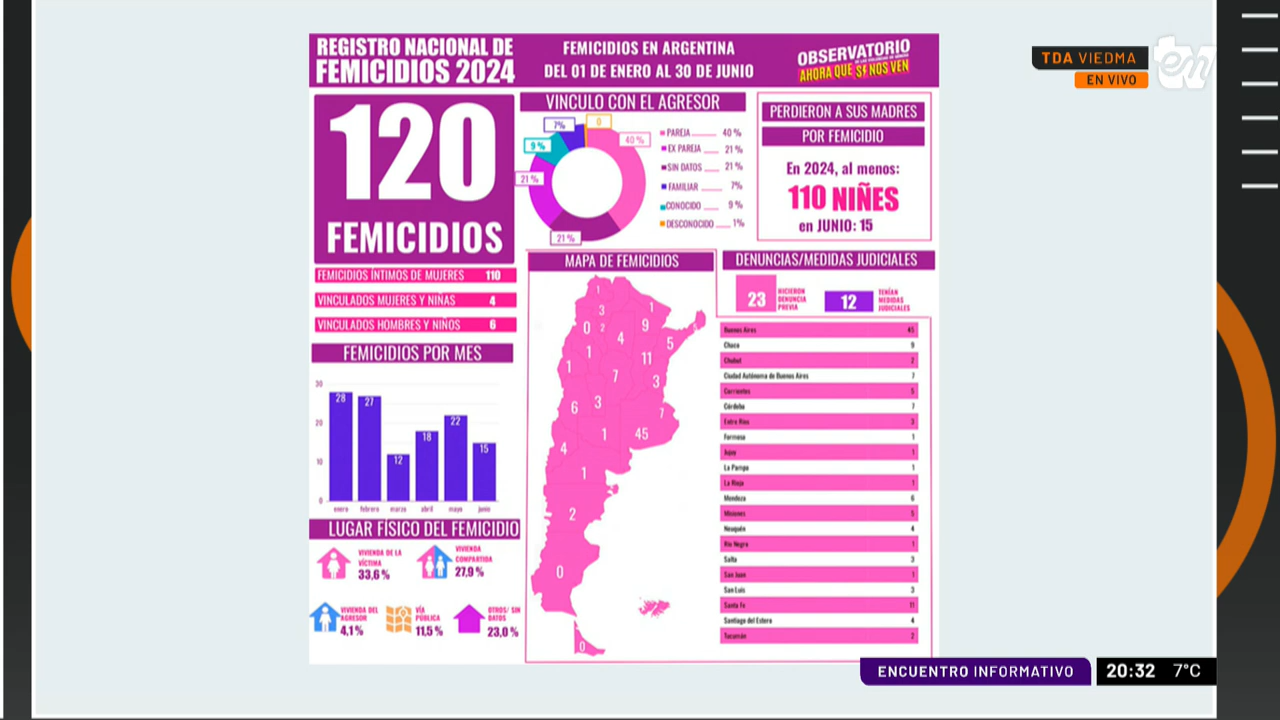 REGISTRO NACIONAL DE
FEMICIDIOS 2024
FEMICIDIOS EN ARGENTINA
DEL 01 DE ENERO AL 30 DE JUNIO
OBSERVATORIO
AHORA QUE SÍ NOS VEN
TDA VIEDMA
EN VIVO
ten
120
FEMICIDIOS
FEMICIDIOS ÍNTIMOS DE MUJERES 110
VINCULADOS MUJERES Y NIÑAS 4
VINCULADOS HOMBRES Y NIÑOS 6
VINCULO CON EL AGRESOR
0
7%
9 %
40 %
21 %
21 %
PAREJA 40 %
EX PAREJA 21 %
SIN DATOS 21 %
FAMILIAR 7%
CONOCIDO 9 %
DESCONOCIDO 1%
PERDIERON A SUS MADRES
POR FEMICIDIO
En 2024, al menos:
110 NIÑES
en JUNIO: 15
FEMICIDIOS POR MES
30
20
10
0
28
27
12
18
22
15
enero febrero marzo abril mayo junio
LUGAR FÍSICO DEL FEMICIDIO
VIVIENDA DE LA
VÍCTIMA
33,6 %
VIVIENDA
COMPARTIDA
27,9 %
VIVIENDA DEL
AGRESOR
4,1 %
VÍA
PÚBLICA
11,5 %
OTROS/ SIN
DATOS
23,0 %
MAPA DE FEMICIDIOS
1
3
1
0
2
9
4
5
1
11
1
7
3
6
3
7
1
45
4
1
2
0
0
DENUNCIAS/MEDIDAS JUDICIALES
23
HICIERON
DENUNCIA
PREVIA
12
TENÍAN
MEDIDAS
JUDICIALES
Buenos Aires 45
Chaco 9
Chubut 2
Ciudad Autónoma de Buenos Aires 7
Corrientes 5
Córdoba 7
Entre Ríos 3
Formosa 1
Jujuy 1
La Pampa 1
La Rioja 1
Mendoza 6
Misiones 5
Neuquén 4
Río Negro 1
Salta 3
San Juan 1
San Luis 3
Santa Fe 11
Santiago del Estero 4
Tucumán 2
ENCUENTRO INFORMATIVO
20:32 7°C